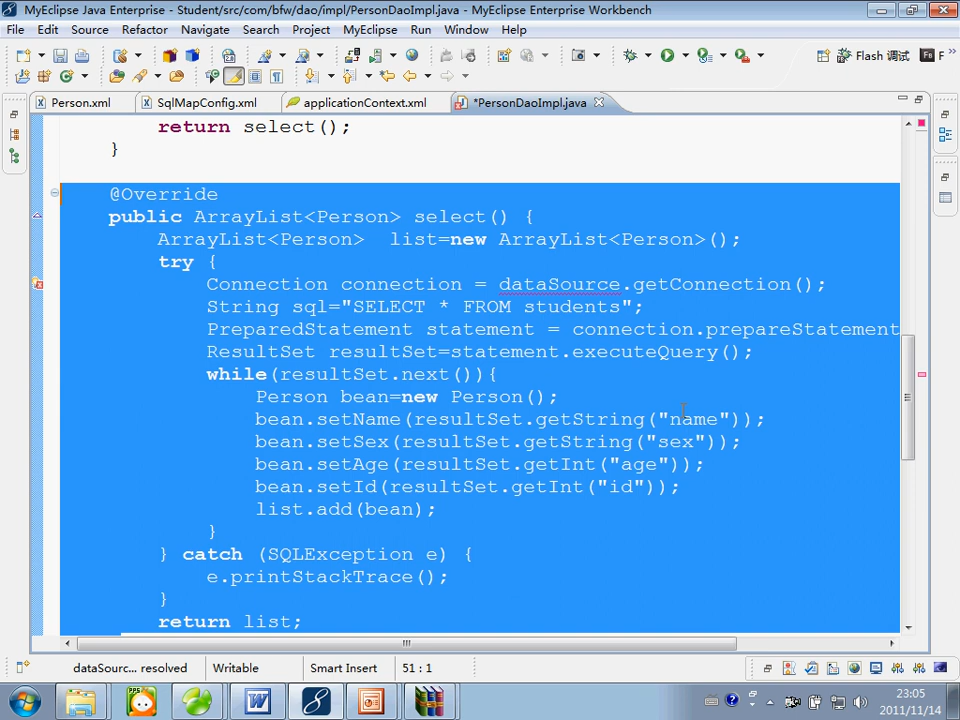 MyEclipse Java Enterprise - Student/src/com/bfw/dao/impl/PersonDaoImpl.java - MyEclipse Enterprise Workbench
File Edit Source Refactor Navigate Search Project MyEclipse Run Window Help
Flash 调试
Person.xml SqlMapConfig.xml applicationContext.xml *PersonDaoImpl.java
return select();
}
@Override
public ArrayList<Person> select() {
ArrayList<Person> list=new ArrayList<Person>();
try {
Connection connection = dataSource.getConnection();
String sql="SELECT * FROM students";
PreparedStatement statement = connection.prepareStatement
ResultSet resultSet=statement.executeQuery();
while(resultSet.next()){
Person bean=new Person();
bean.setName(resultSet.getString("name"));
bean.setSex(resultSet.getString("sex"));
bean.setAge(resultSet.getInt("age"));
bean.setId(resultSet.getInt("id"));
list.add(bean);
}
} catch (SQLException e) {
e.printStackTrace();
}
return list;
dataSourc... resolved Writable Smart Insert 51 : 1
23:05
2011/11/14